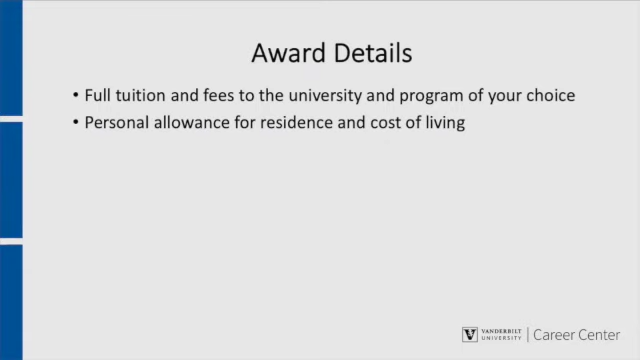 Award Details
• Full tuition and fees to the university and program of your choice
• Personal allowance for residence and cost of living
V VANDERBILT UNIVERSITY | Career Center